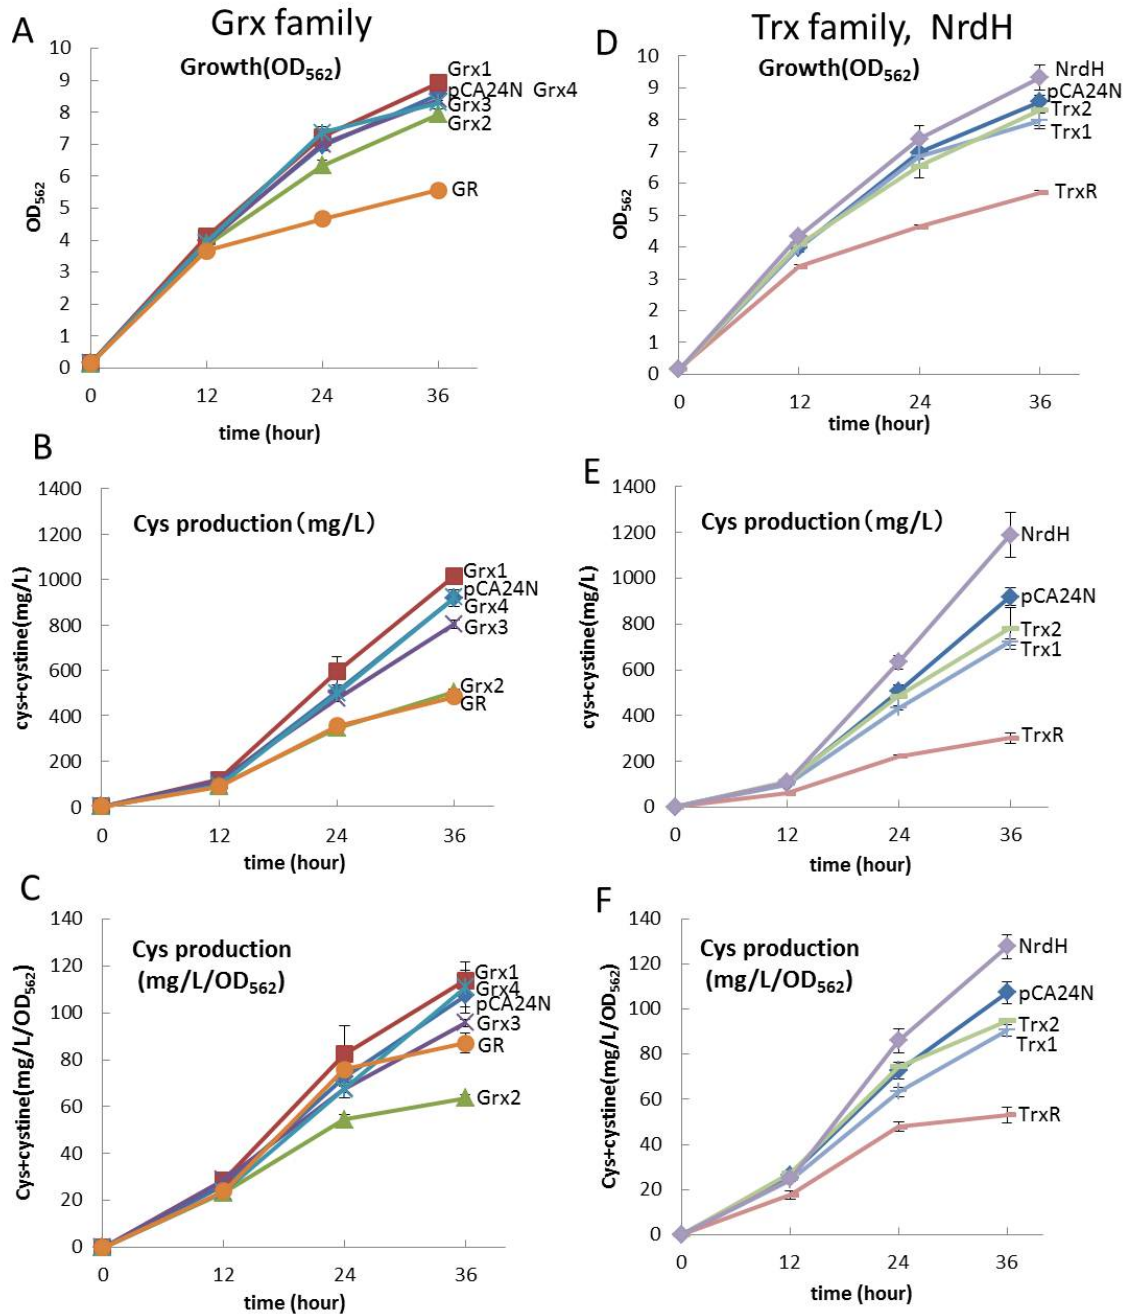 Grx family
A
Growth(OD562)
10
9
8
7
6
5
4
3
2
1
0
OD562
Grx1
pCA24N Grx4
Grx3
Grx2
GR
0 12 24 36
time (hour)
B
Cys production(mg/L)
1400
1200
1000
800
600
400
200
0
cys+cystine(mg/L)
Grx1
pCA24N
Grx4
Grx3
Grx2
GR
0 12 24 36
time (hour)
C
Cys production
(mg/L/OD562)
140
120
100
80
60
40
20
0
Cys+cystine(mg/L/OD562)
Grx1
Grx4
pCA24N
Grx3
GR
Grx2
0 12 24 36
time (hour)
Trx family, NrdH
D
Growth(OD562)
10
9
8
7
6
5
4
3
2
1
0
OD562
NrdH
pCA24N
Trx2
Trx1
TrxR
0 12 24 36
time (hour)
E
Cys production(mg/L)
1400
1200
1000
800
600
400
200
0
cys+cystine(mg/L)
NrdH
pCA24N
Trx2
Trx1
TrxR
0 12 24 36
time (hour)
F
Cys production
(mg/L/OD562)
140
120
100
80
60
40
20
0
Cys+cystine(mg/L/OD562)
NrdH
pCA24N
Trx2
Trx1
TrxR
0 12 24 36
time (hour)